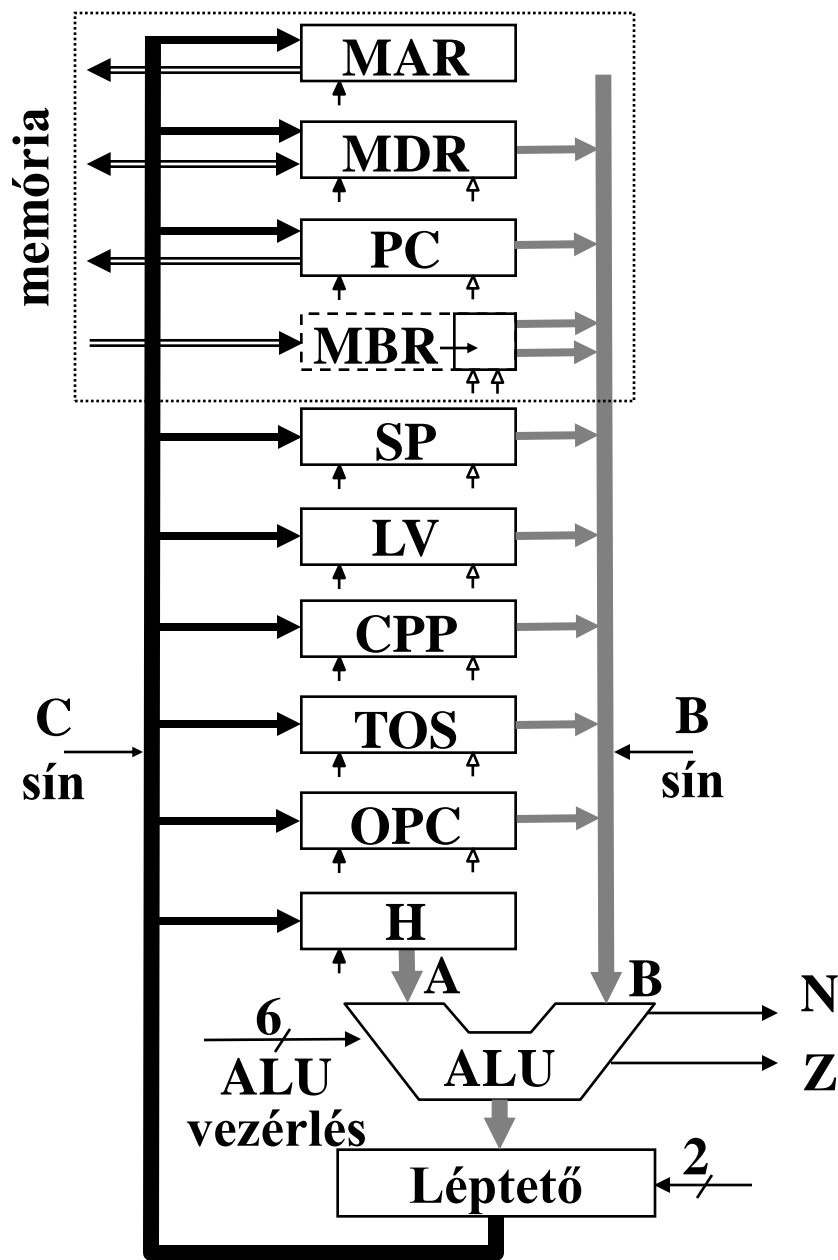 MAR
memória
MDR
PC
MBR
SP
LV
CPP
C
sín
TOS
B
sín
OPC
H
A
B
N
6
ALU
vezérlés
ALU
Z
Léptető
2